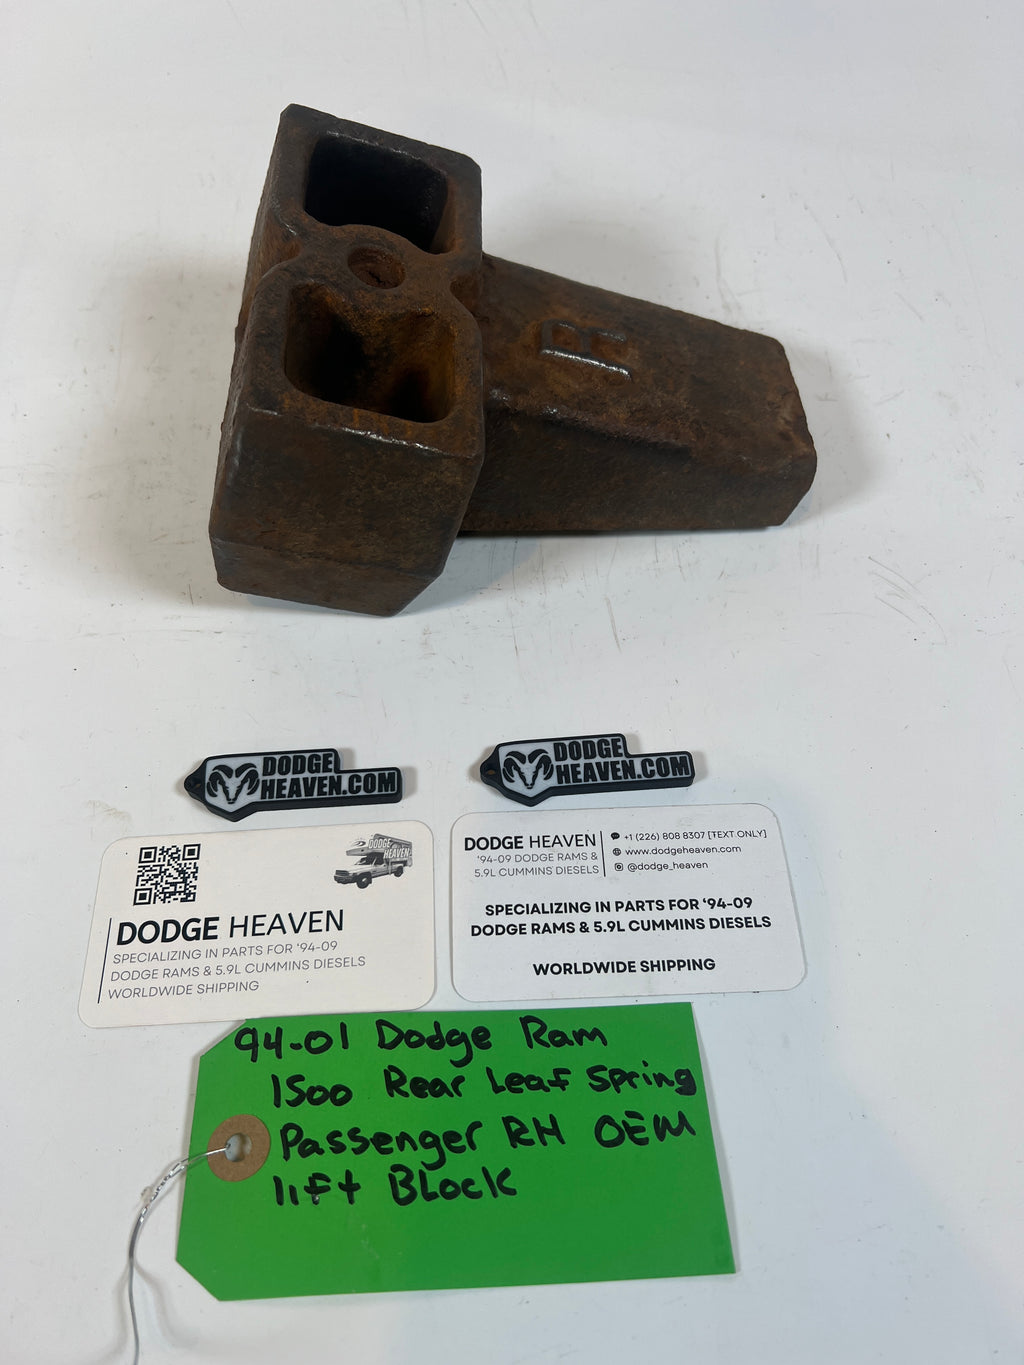 R
DODGE
HEAVEN.COM
DODGE
HEAVEN.COM
DODGE
HEAVEN
DODGE HEAVEN
SPECIALIZING IN PARTS FOR '94-09
DODGE RAMS & 5.9L CUMMINS DIESELS
WORLDWIDE SHIPPING
DODGE HEAVEN
'94-09 DODGE RAMS &
5.9L CUMMINS DIESELS
+1 (226) 808 8307 [TEXT ONLY]
www.dodgeheaven.com
@dodge_heaven
SPECIALIZING IN PARTS FOR '94-09
DODGE RAMS & 5.9L CUMMINS DIESELS
WORLDWIDE SHIPPING
94-01 Dodge Ram
1500 Rear Leaf Spring
Passenger RH OEM
lift Block